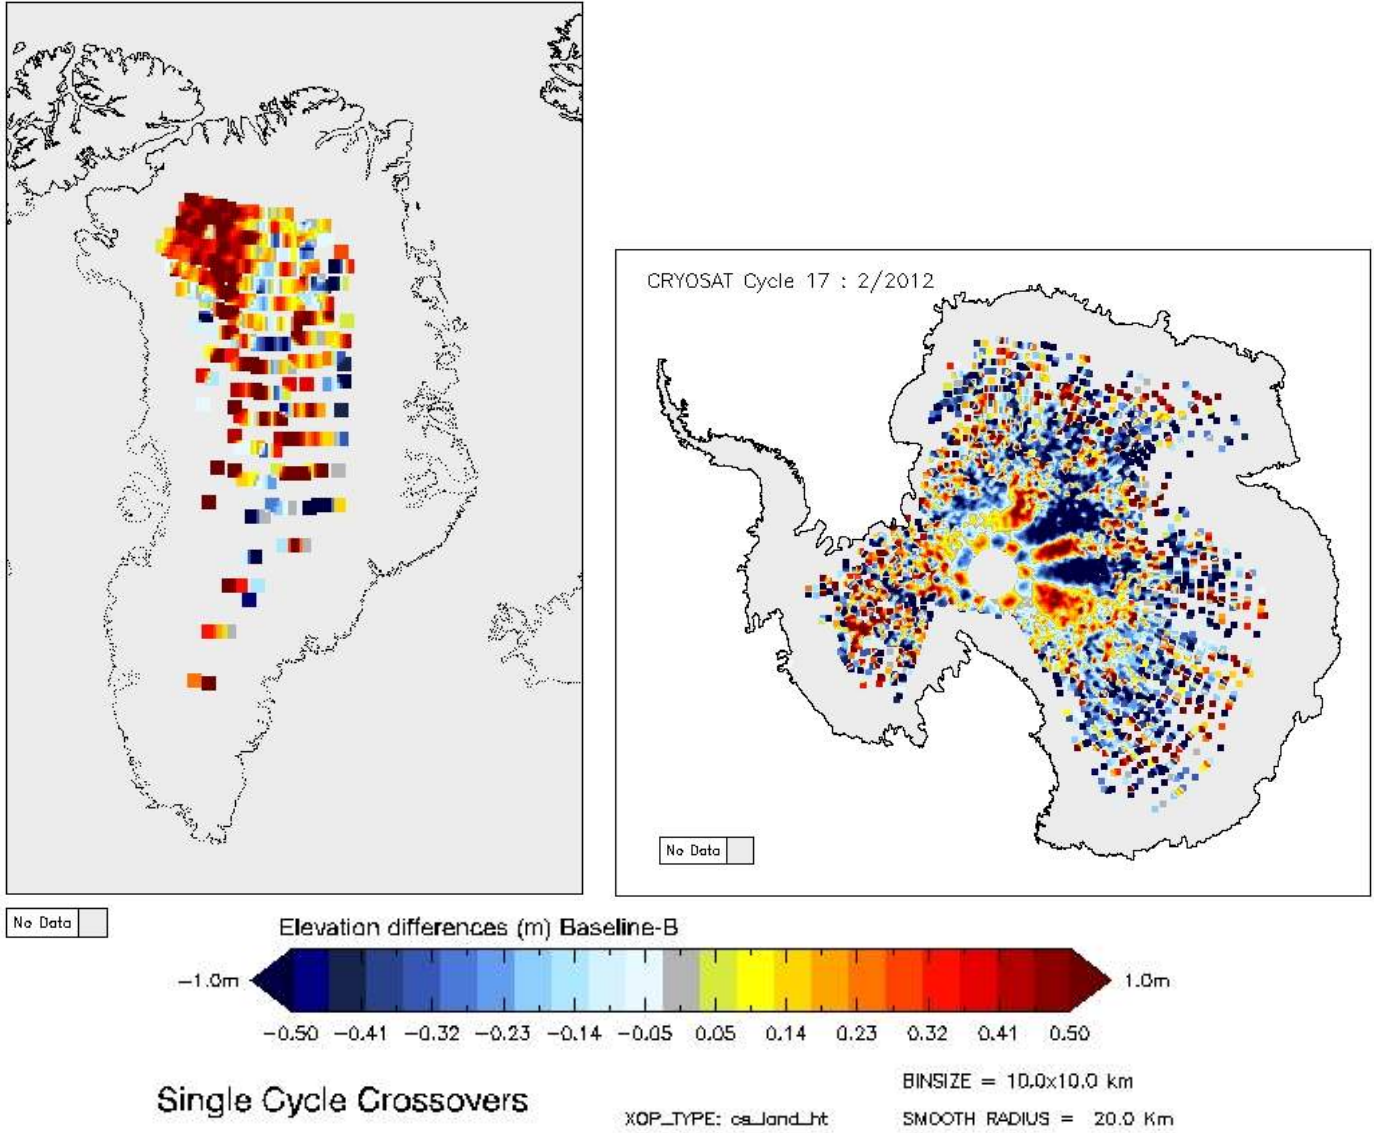 CRYOSAT Cycle 17 : 2/2012
No Data
No Data
Elevation differences (m) Baseline-B
-1.0m
1.0m
-0.50 -0.41 -0.32 -0.23 -0.14 -0.05 0.05 0.14 0.23 0.32 0.41 0.50
BINSIZE = 10.0x10.0 km
Single Cycle Crossovers
XOP_TYPE: cs_land_ht
SMOOTH RADIUS = 20.0 Km